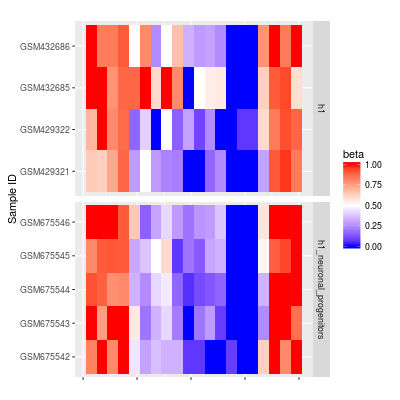 Sample ID
GSM432686
GSM432685
GSM429322
GSM429321
h1
GSM675546
GSM675545
GSM675544
GSM675543
GSM675542
h1_neuronal_progenitors
beta
1.00
0.75
0.50
0.25
0.00